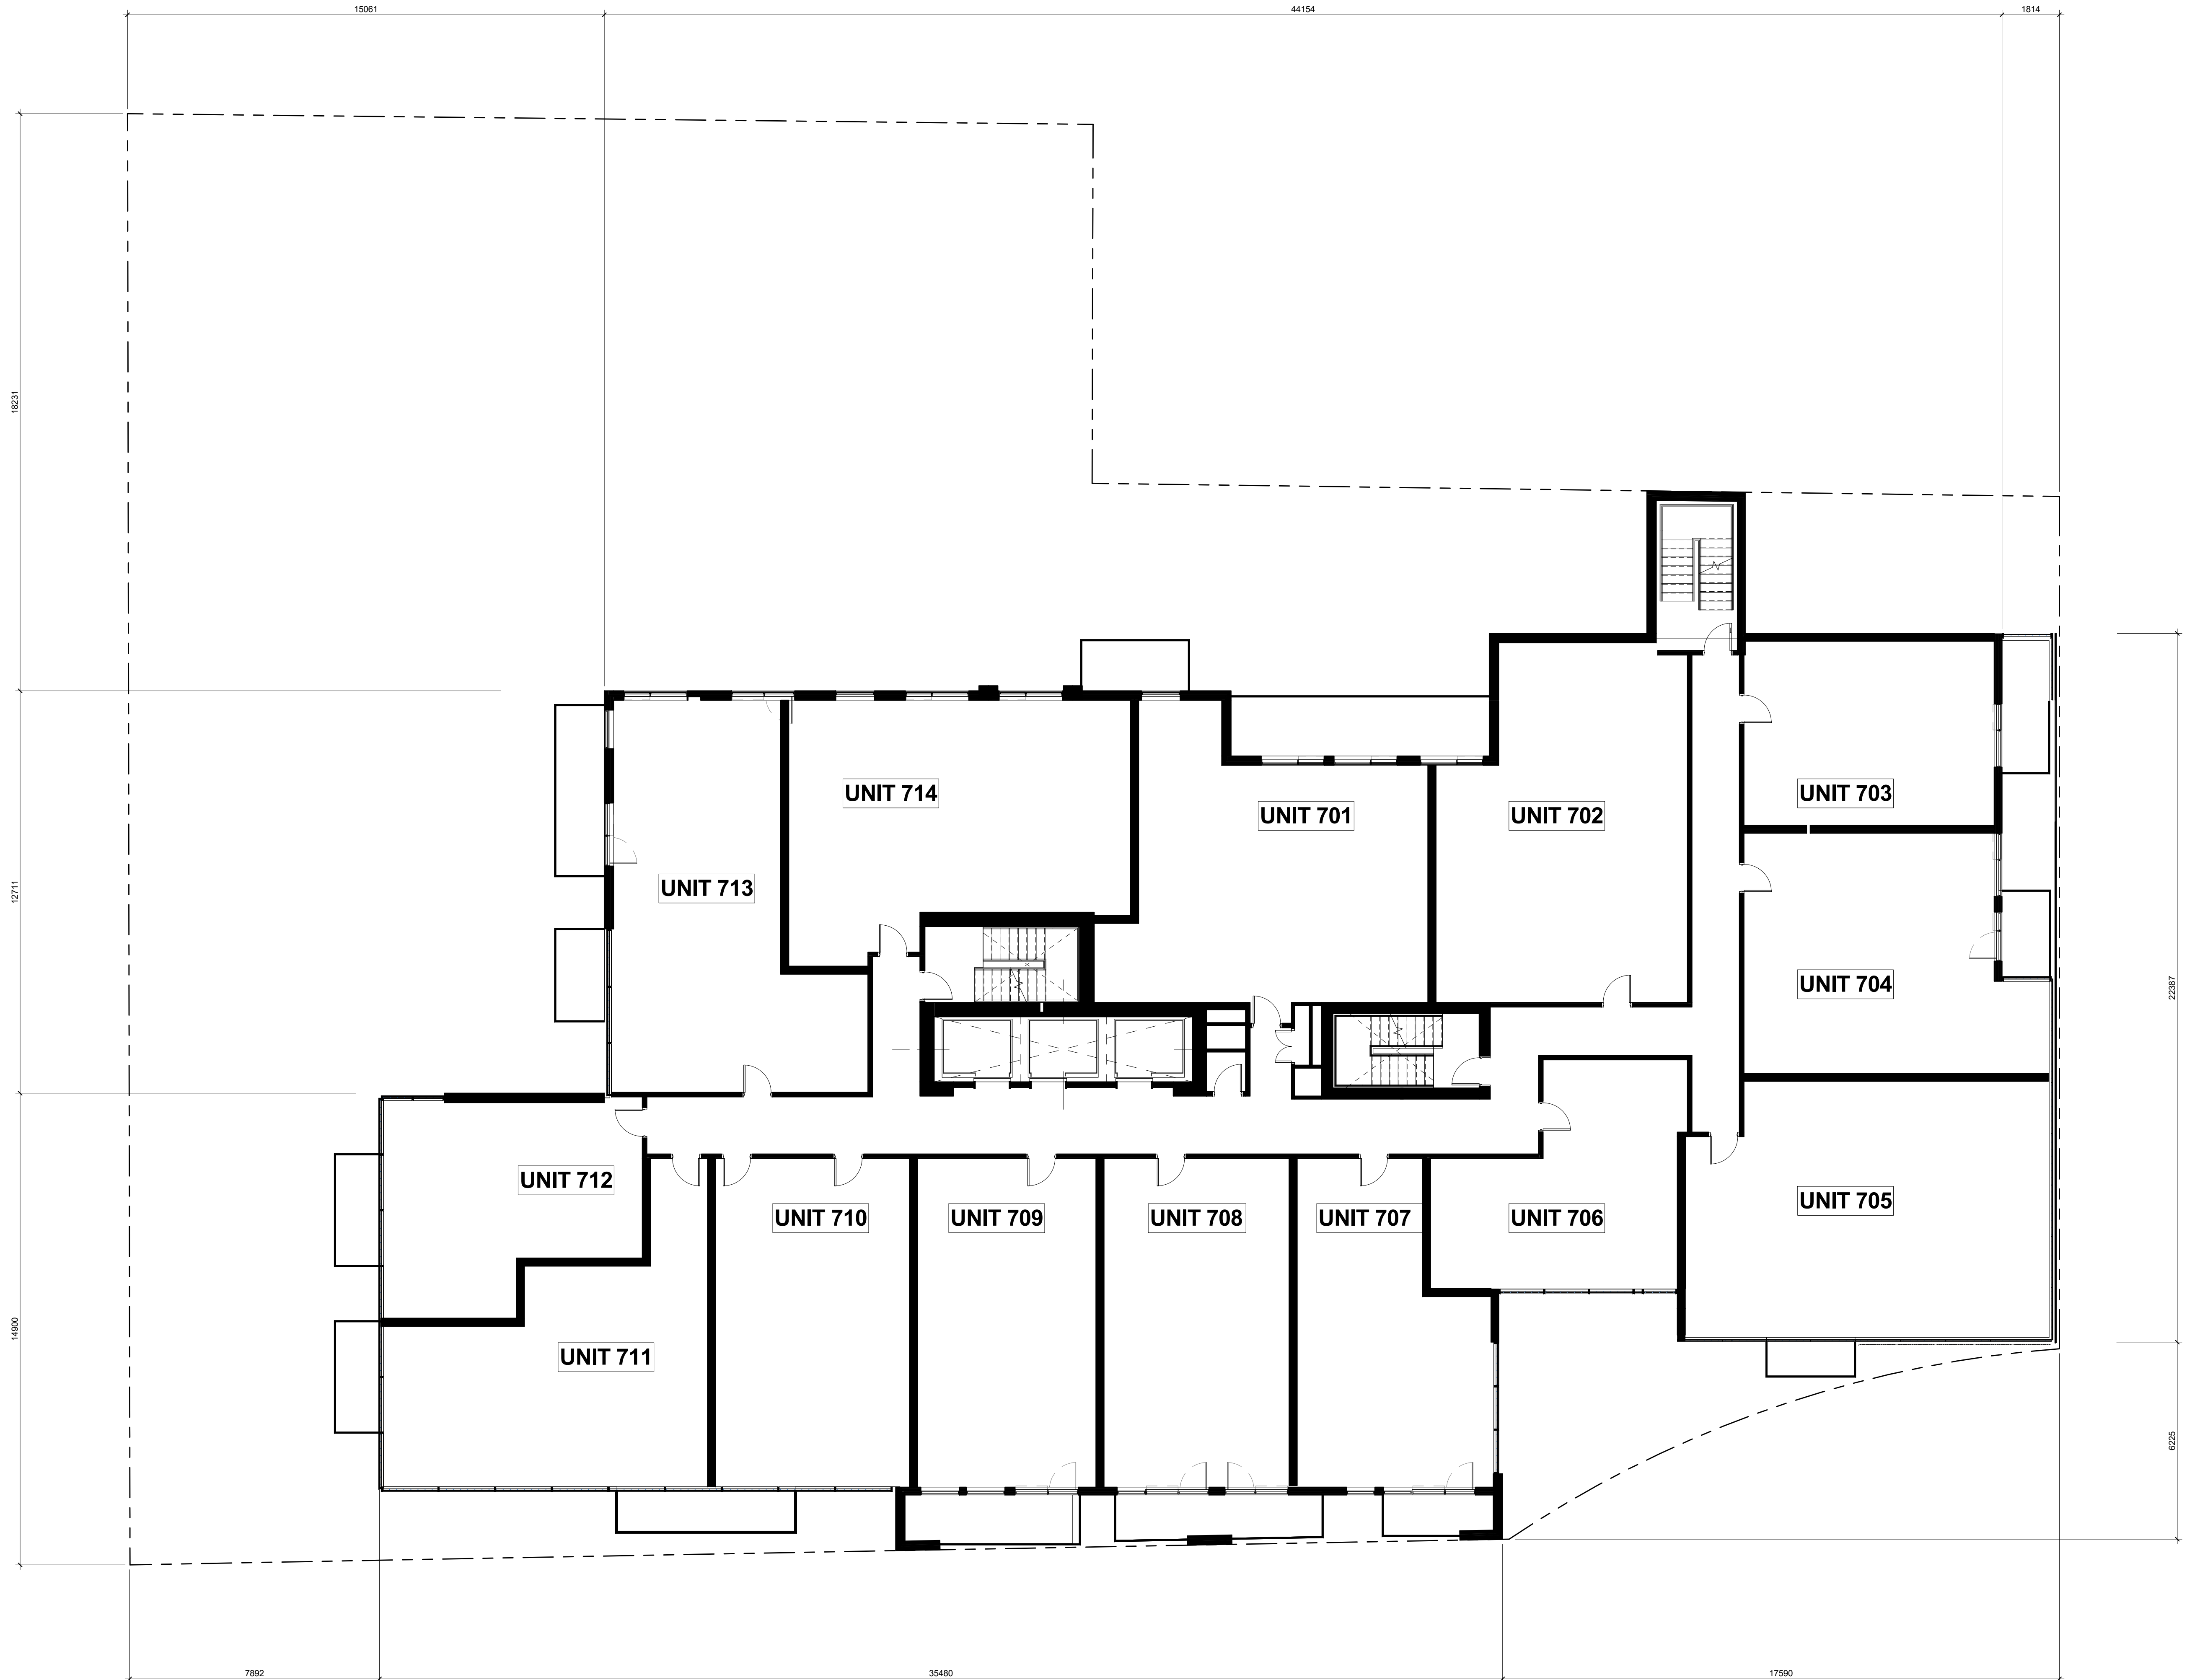 15061
44154
1814
18231
UNIT 714
UNIT 701
UNIT 702
UNIT 703
UNIT 713
12711
UNIT 704
22387
UNIT 712
UNIT 710
UNIT 709
UNIT 708
UNIT 707
UNIT 706
UNIT 705
14900
UNIT 711
6225
7892
35480
17590